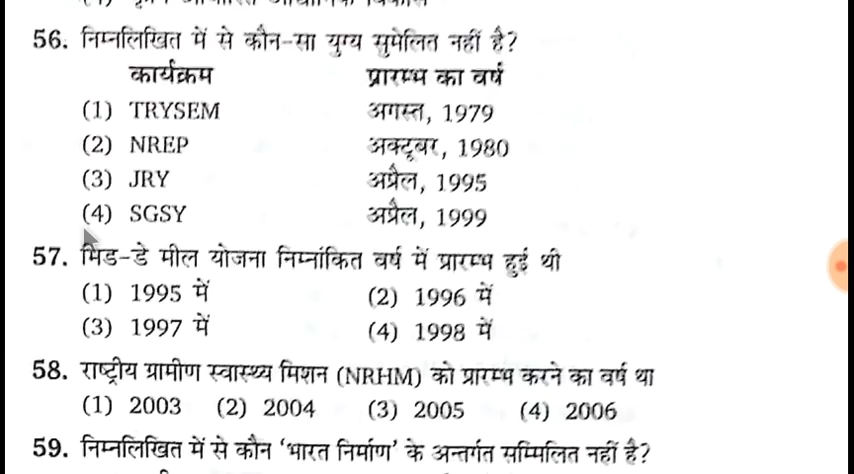 56. निम्नलिखित में से कौन-सा युग्य सुमेलित नहीं है?
कार्यक्रम प्रारम्भ का वर्ष
(1) TRYSEM अगस्त, 1979
(2) NREP अक्टूबर, 1980
(3) JRY अप्रैल, 1995
(4) SGSY अप्रैल, 1999
57. मिड-डे मील योजना निम्नांकित वर्ष में प्रारम्भ हुई थी
(1) 1995 में (2) 1996 में
(3) 1997 में (4) 1998 में
58. राष्ट्रीय ग्रामीण स्वास्थ्य मिशन (NRHM) को प्रारम्भ करने का वर्ष था
(1) 2003 (2) 2004 (3) 2005 (4) 2006
59. निम्नलिखित में से कौन ‘भारत निर्माण’ के अन्तर्गत सम्मिलित नहीं है?